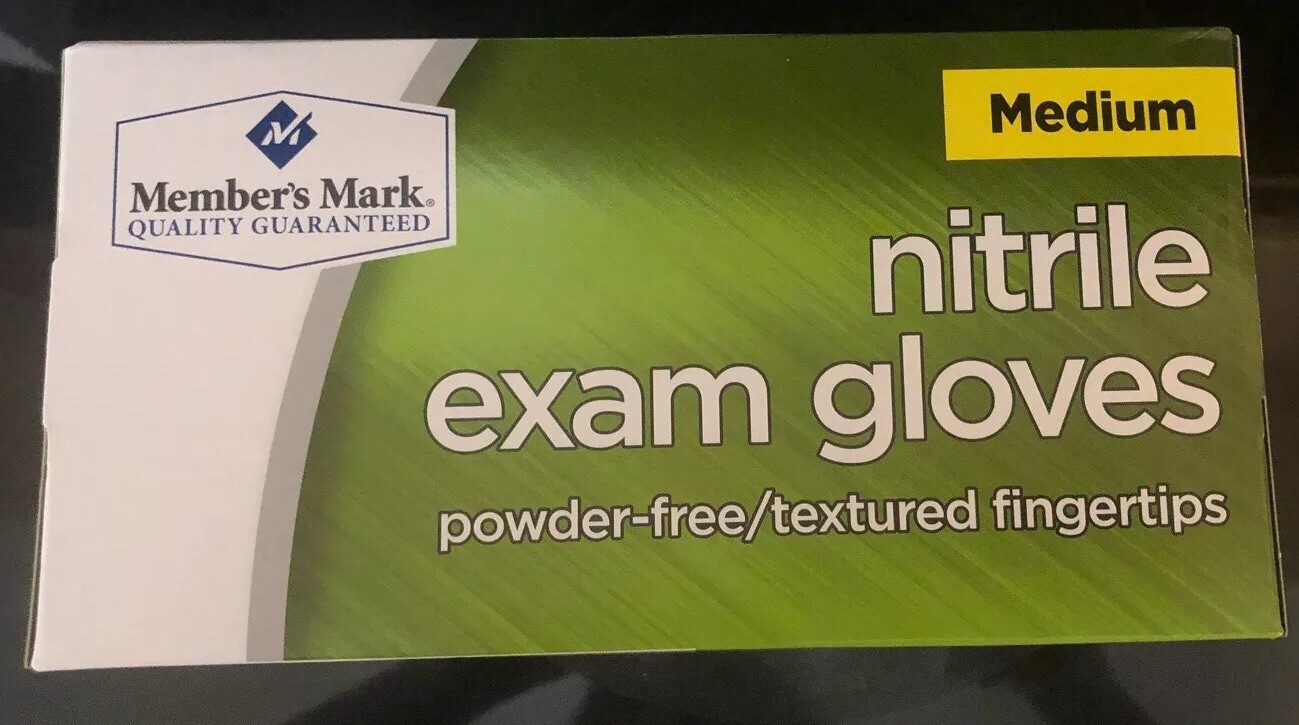 Member's Mark®
QUALITY GUARANTEED
Medium
nitrile
exam gloves
powder-free/textured fingertips